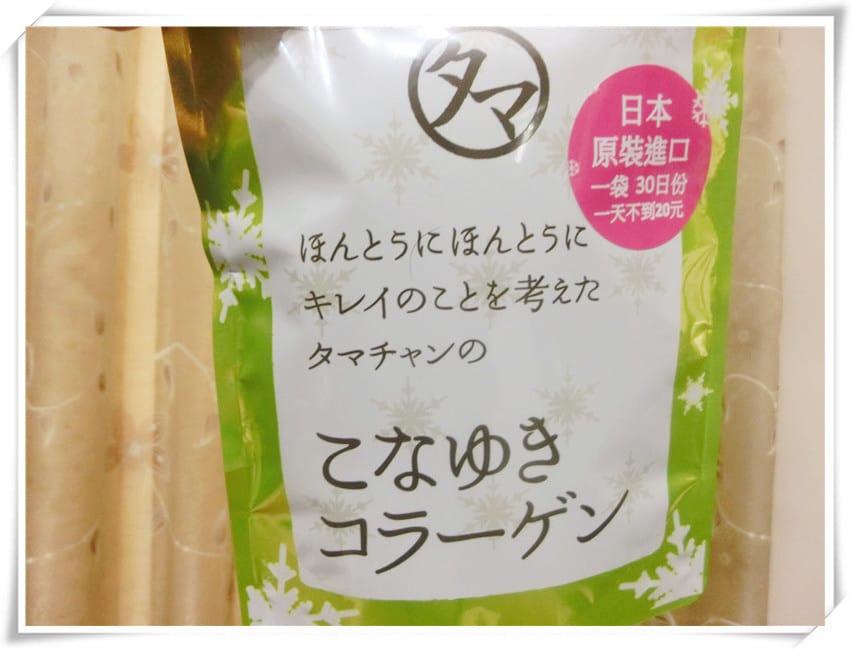 タマ
日本
原裝進口
一袋 30日份
一天不到20元
ほんとうにほんとうに
キレイのことを考えた
タマチャンの
こなゆき
コラーゲン